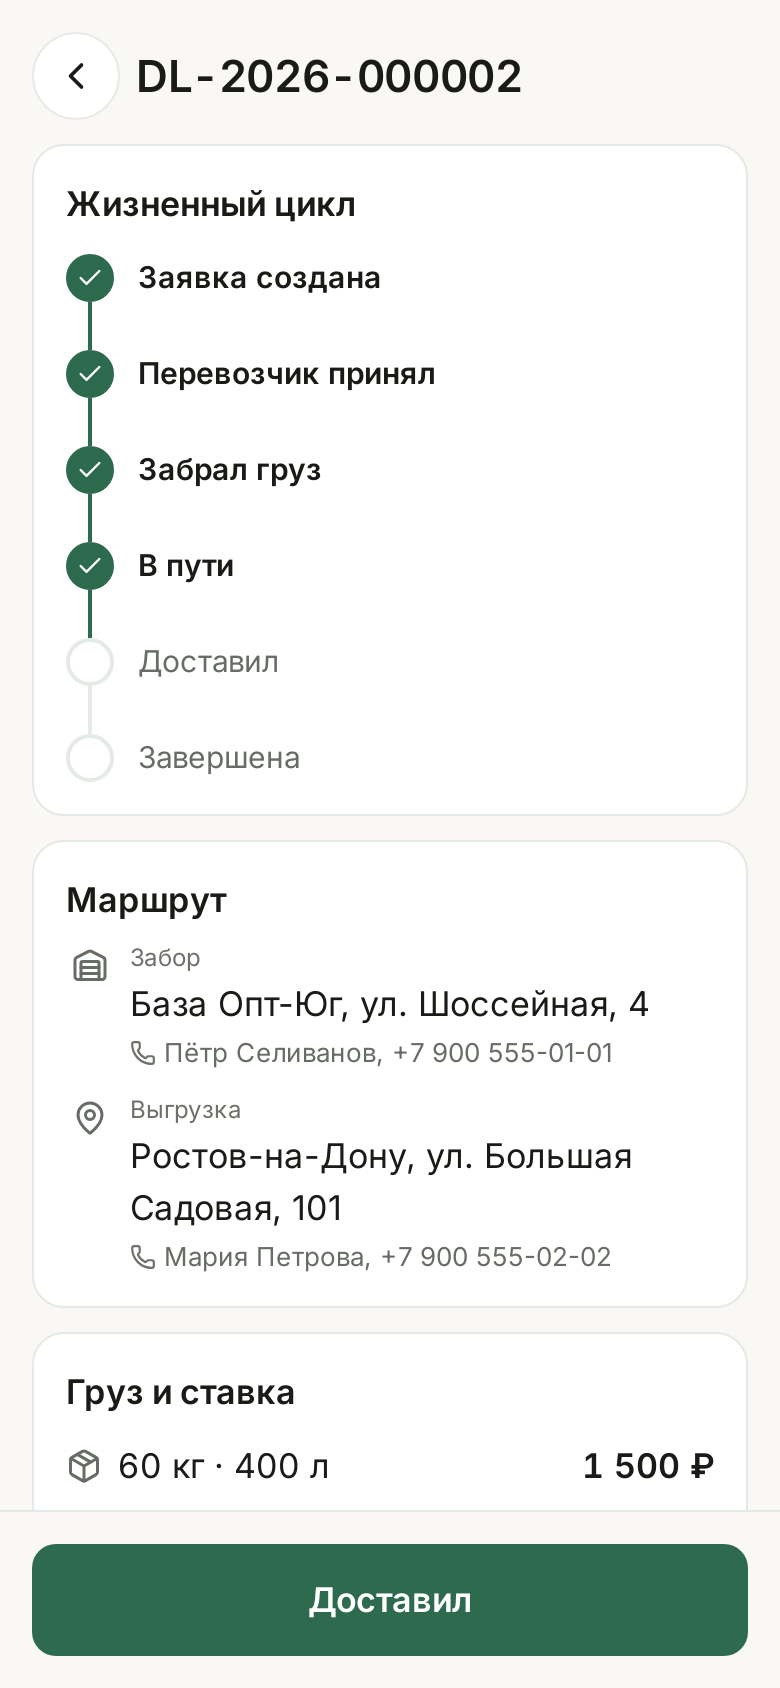 DL-2026-000002
Жизненный цикл
Заявка создана
Перевозчик принял
Забрал груз
В пути
Доставил
Завершена
Маршрут
Забор
База Опт-Юг, ул. Шоссейная, 4
Пётр Селиванов, +7 900 555-01-01
Выгрузка
Ростов-на-Дону, ул. Большая
Садовая, 101
Мария Петрова, +7 900 555-02-02
Груз и ставка
60 кг · 400 л 1 500 ₽
Доставил